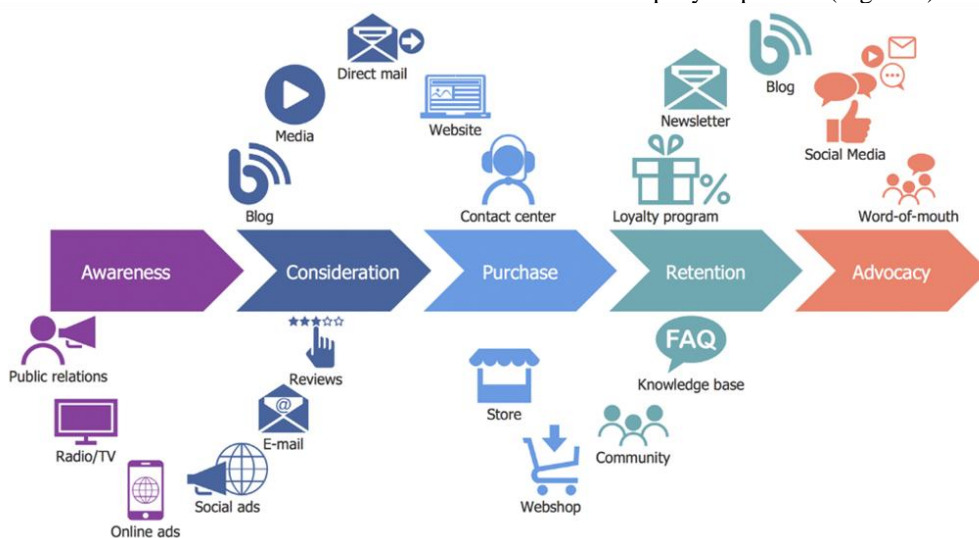 Direct mail
Media
Website
Blog
Contact center
Newsletter
Loyalty program
Blog
Social Media
Word-of-mouth
Awareness
Consideration
Purchase
Retention
Advocacy
Public relations
Radio/TV
Online ads
Social ads
@
E-mail
Reviews
Store
Webshop
Community
FAQ
Knowledge base
%